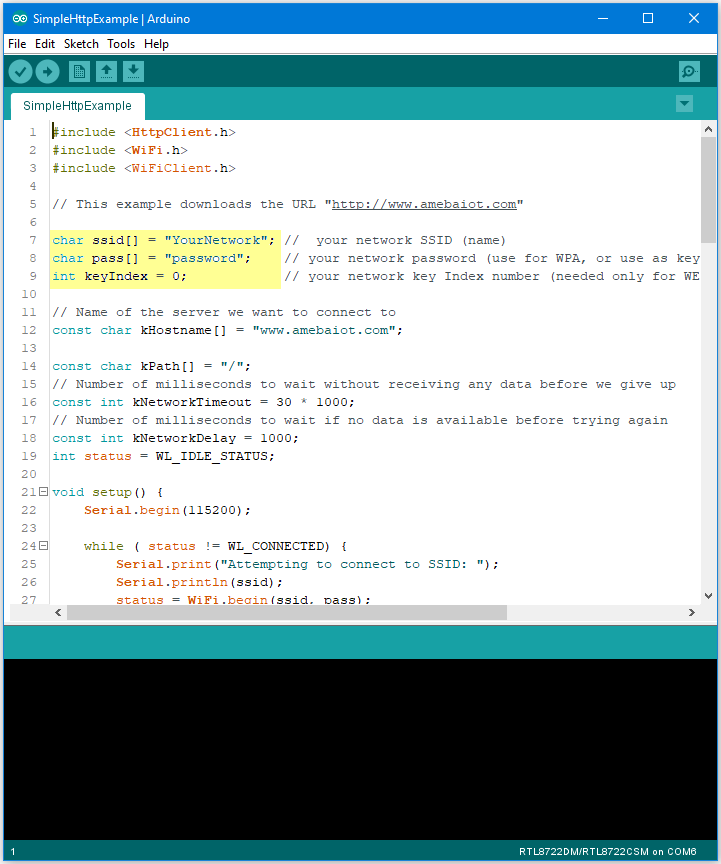 SimpleHttpExample | Arduino
File Edit Sketch Tools Help
SimpleHttpExample
1 #include <HttpClient.h>
2 #include <WiFi.h>
3 #include <WiFiClient.h>
4
5 // This example downloads the URL "http://www.amebaiot.com"
6
7 char ssid[] = "YourNetwork"; //  your network SSID (name)
8 char pass[] = "password";    // your network password (use for WPA, or use as key
9 int keyIndex = 0;            // your network key Index number (needed only for WE
10
11 // Name of the server we want to connect to
12 const char kHostname[] = "www.amebaiot.com";
13
14 const char kPath[] = "/";
15 // Number of milliseconds to wait without receiving any data before we give up
16 const int kNetworkTimeout = 30 * 1000;
17 // Number of milliseconds to wait if no data is available before trying again
18 const int kNetworkDelay = 1000;
19 int status = WL_IDLE_STATUS;
20
21 void setup() {
22     Serial.begin(115200);
23
24     while ( status != WL_CONNECTED) {
25         Serial.print("Attempting to connect to SSID: ");
26         Serial.println(ssid);
27         status = WiFi.begin(ssid, pass);
1 RTL8722DM/RTL8722CSM on COM6